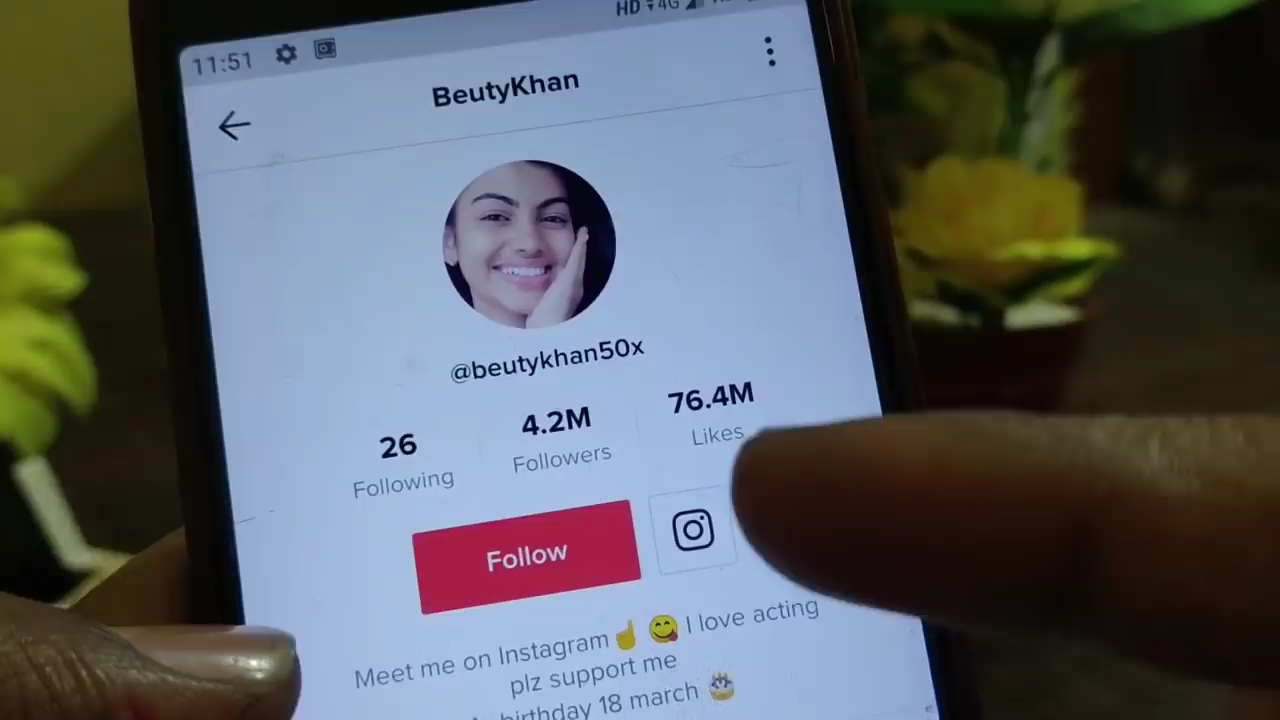 11:51 HD 4G
BeutyKhan
@beutykhan50x
26 4.2M 76.4M
Following Followers Likes
Follow
Meet me on Instagram☝️😋I love acting
plz support me
birthday 18 march 🎂